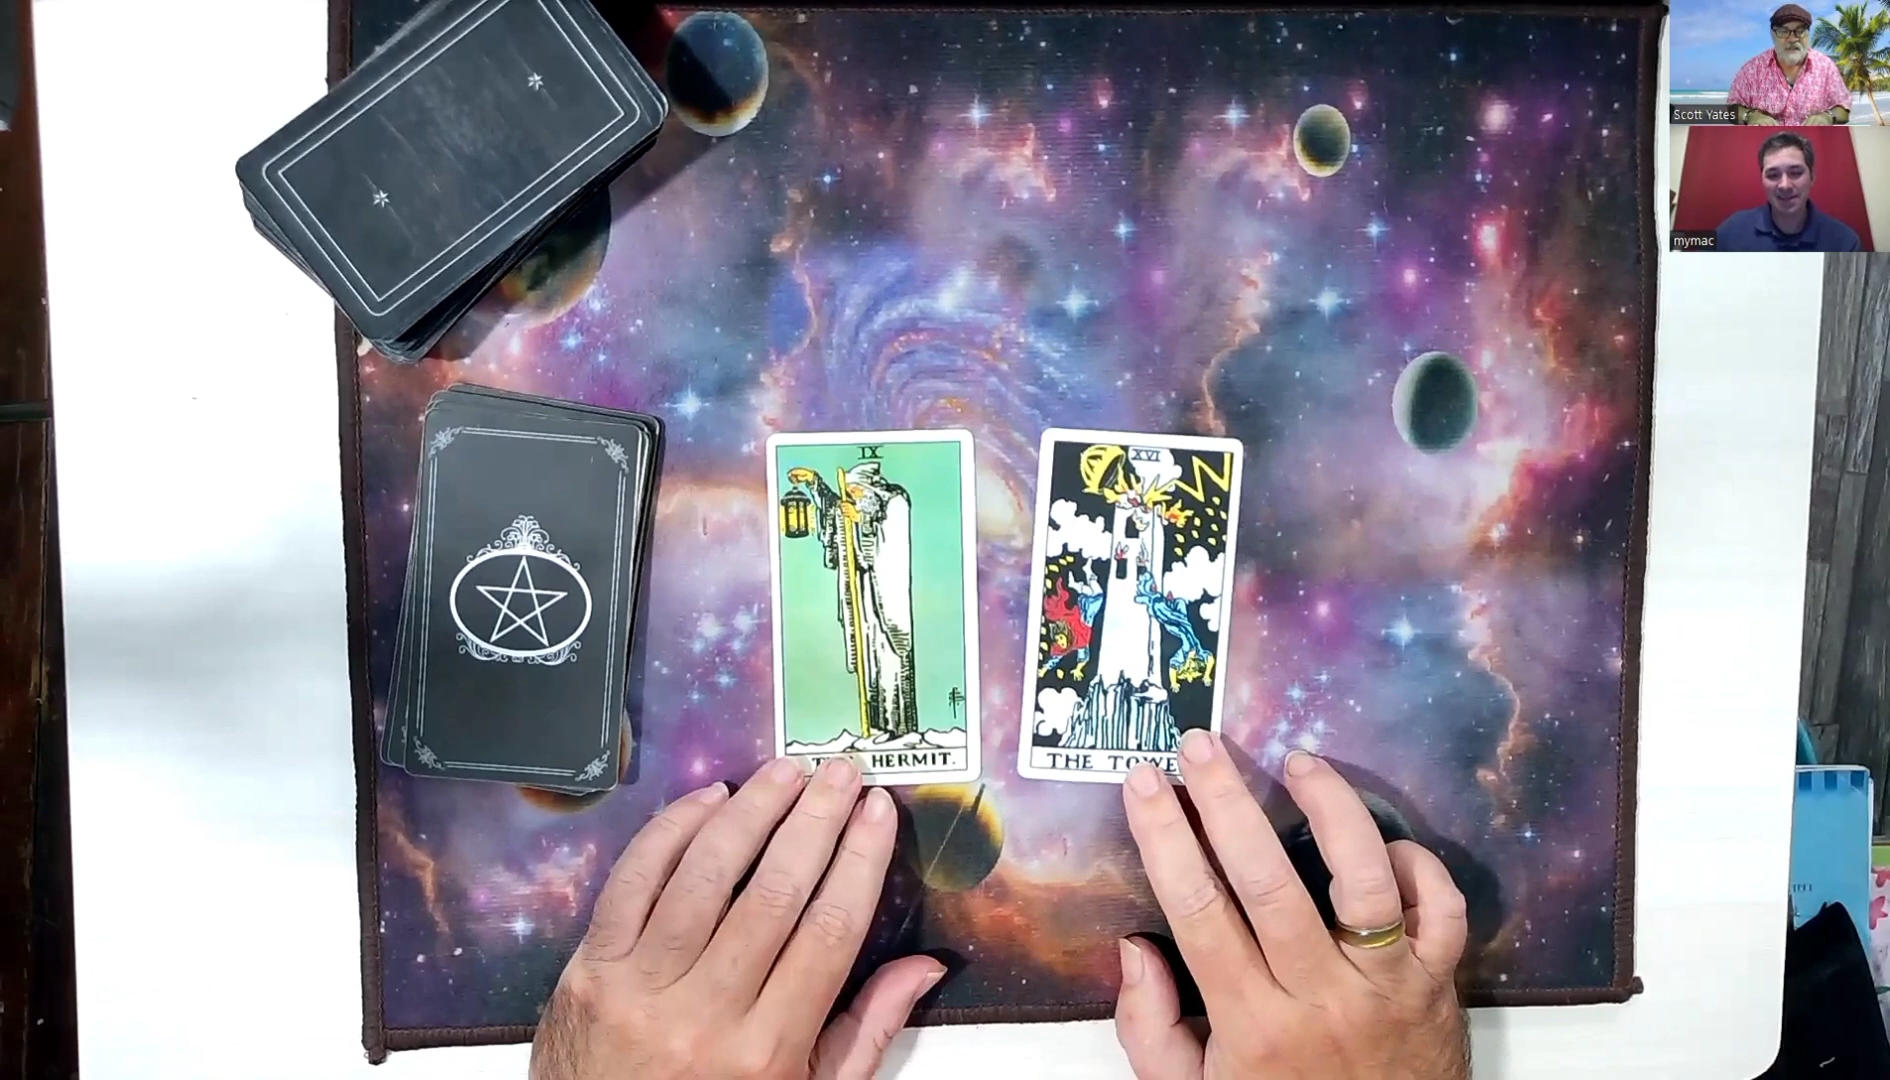 Scott Yates
mymac
IX
XVI
HERMIT.
THE TOWE